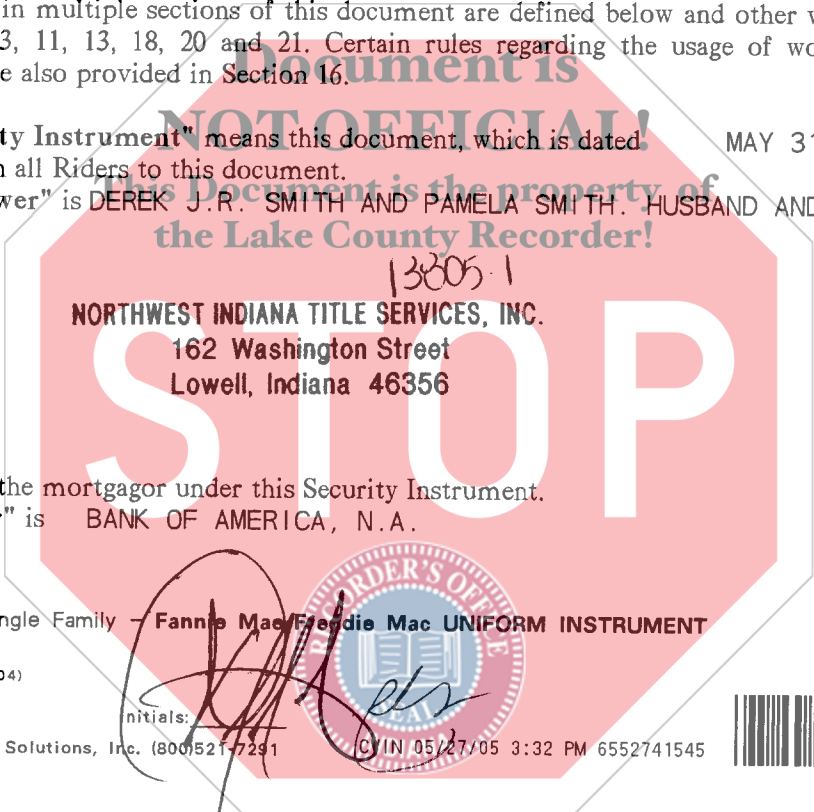 in multiple sections of this document are defined below and other w
3, 11, 13, 18, 20 and 21. Certain rules regarding the usage of wo
e also provided in Section 16.
Document is
NOT OFFICIAL!
This Document is the property of
the Lake County Recorder!
ty Instrument" means this document, which is dated MAY 31
n all Riders to this document.
wer" is DEREK J.R. SMITH AND PAMELA SMITH. HUSBAND AND
13805.1
NORTHWEST INDIANA TITLE SERVICES, INC.
162 Washington Street
Lowell, Indiana 46356
STOP
the mortgagor under this Security Instrument.
" is BANK OF AMERICA, N.A.
RECORDER'S OFFICE
SEAL
ngle Family - Fannie Mae/Freddie Mac UNIFORM INSTRUMENT
04)
nitials:
Solutions, Inc. (800)521-7291 CVIN 05/27/05 3:32 PM 6552741545